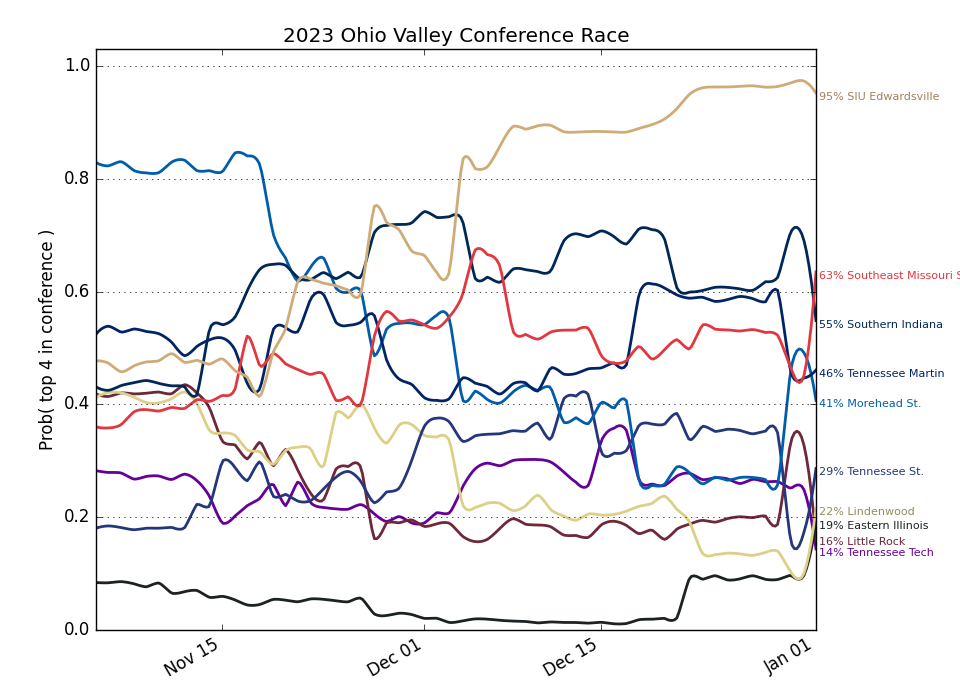 2023 Ohio Valley Conference Race
Prob( top 4 in conference )
1.0
0.8
0.6
0.4
0.2
0.0
Nov 15
Dec 01
Dec 15
Jan 01
95% SIU Edwardsville
63% Southeast Missouri S
55% Southern Indiana
46% Tennessee Martin
41% Morehead St.
29% Tennessee St.
22% Lindenwood
19% Eastern Illinois
16% Little Rock
14% Tennessee Tech